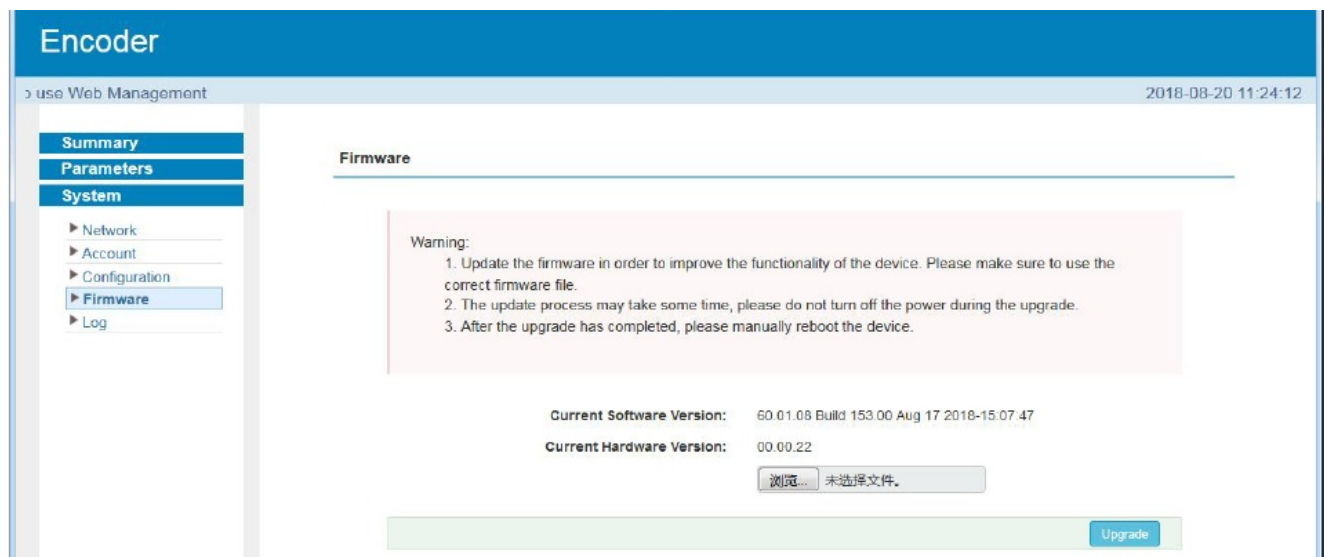 Encoder
o use Web Management
2018-08-20 11:24:12
Summary
Parameters
System
Network
Account
Configuration
Firmware
Log
Firmware
Warning:
1. Update the firmware in order to improve the functionality of the device. Please make sure to use the
correct firmware file.
2. The update process may take some time, please do not turn off the power during the upgrade.
3. After the upgrade has completed, please manually reboot the device.
Current Software Version: 60.01.08 Build 153.00 Aug 17 2018-15:07:47
Current Hardware Version: 00.00.22
浏览... 未选择文件。
Upgrade